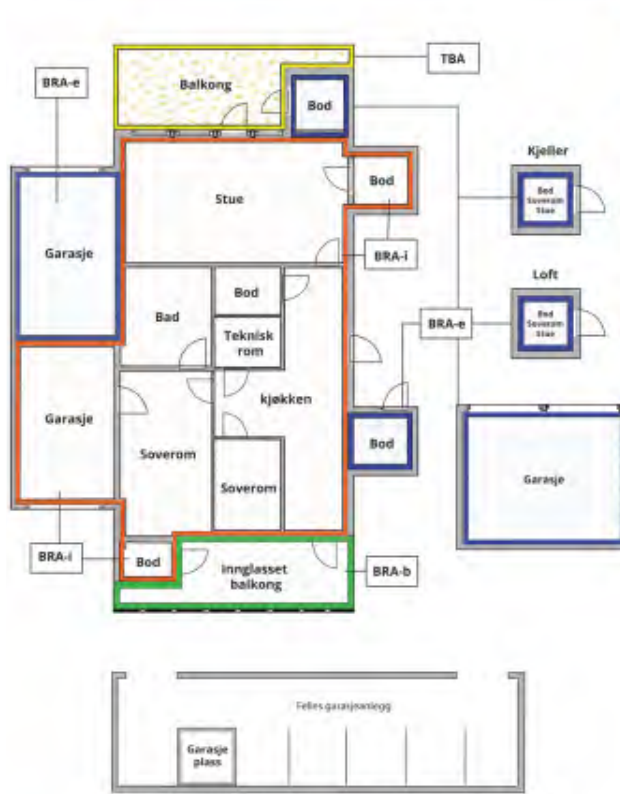 TBA
BRA-e
Balkong
Bod
Kjeller
Bod
Soverom
Stue
Stue
Bod
Garasje
BRA-i
Loft
Bod
Soverom
Stue
Bod
Bad
BRA-e
Teknisk
rom
kjøkken
Garasje
Bod
Soverom
Garasje
Soverom
BRA-i
Bod
innglasset
balkong
BRA-b
Felles garasjeanlegg
Garasje
plass